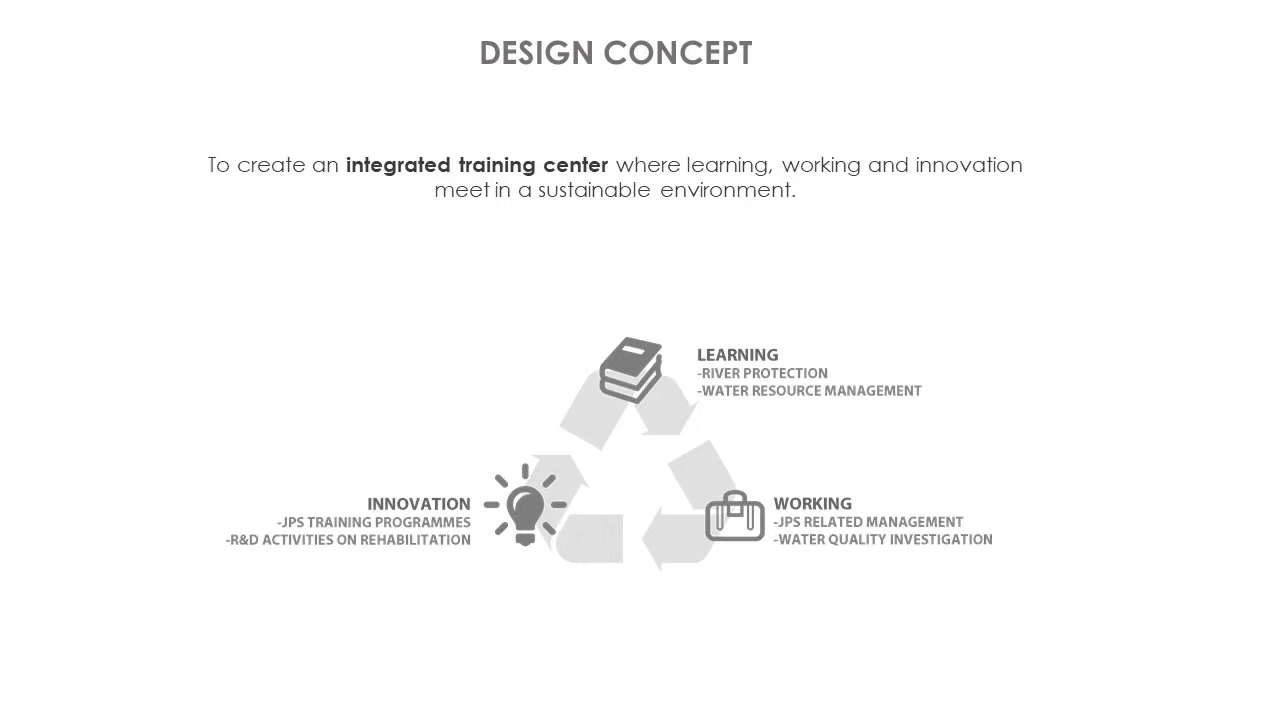 DESIGN CONCEPT
To create an integrated training center where learning, working and innovation
meet in a sustainable environment.
LEARNING
-RIVER PROTECTION
-WATER RESOURCE MANAGEMENT
INNOVATION
-JPS TRAINING PROGRAMMES
-R&D ACTIVITIES ON REHABILITATION
WORKING
-JPS RELATED MANAGEMENT
-WATER QUALITY INVESTIGATION